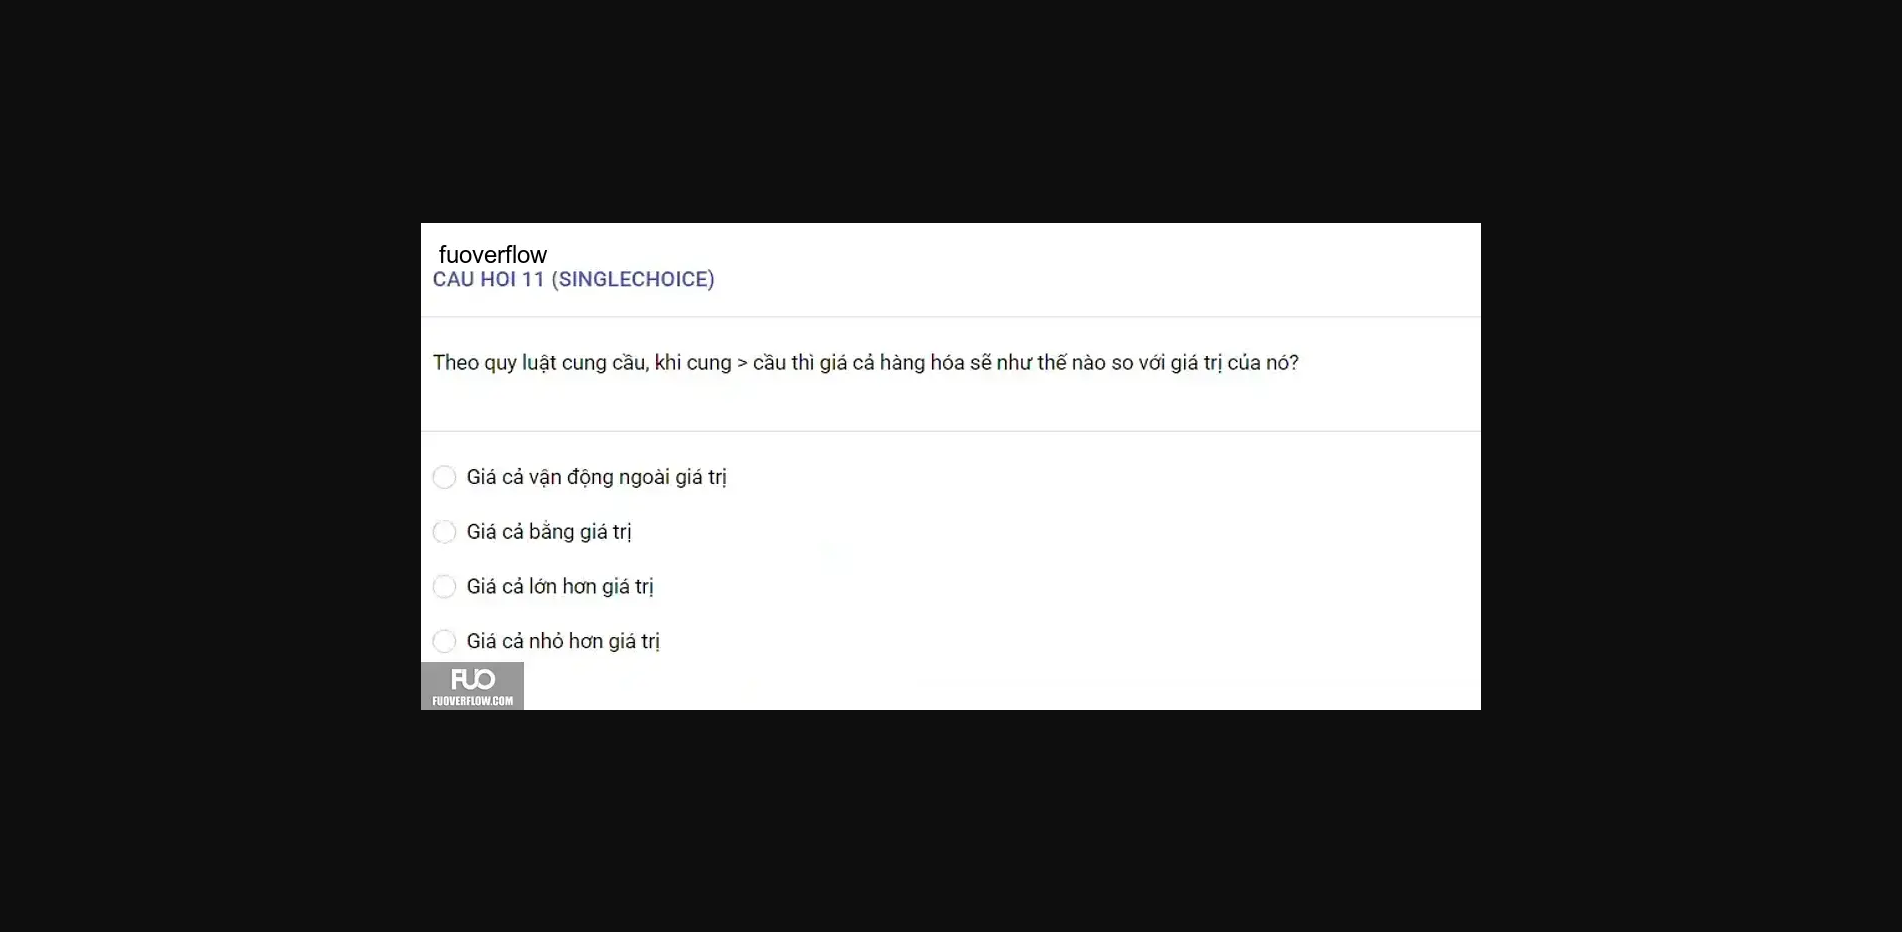 fuoverflow
CAU HOI 11 (SINGLECHOICE)
Theo quy luật cung cầu, khi cung > cầu thì giá cả hàng hóa sẽ như thế nào so với giá trị của nó?
Giá cả vận động ngoài giá trị
Giá cả bằng giá trị
Giá cả lớn hơn giá trị
Giá cả nhỏ hơn giá trị
FUO
FUOVERFLOW.COM